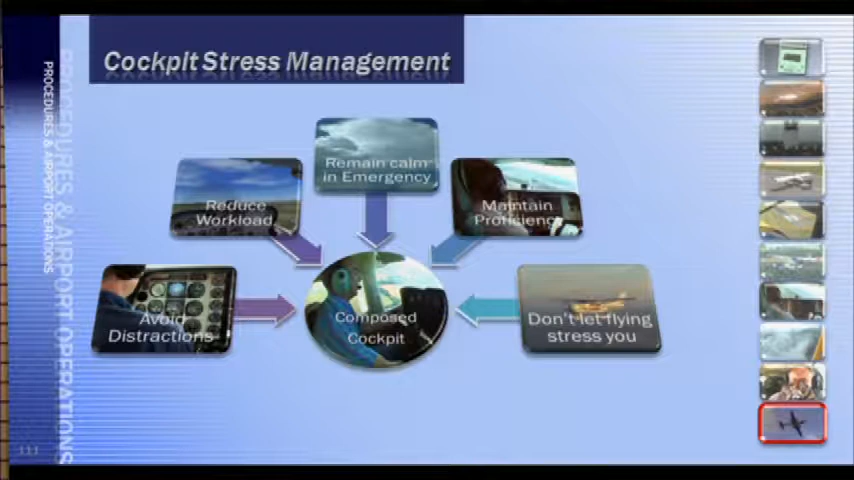 Cockpit Stress Management
PROCEDURES & AIRPORT OPERATIONS
PROCEDURES & AIRPORT OPERATIONS
Remain calm
in Emergency
Reduce
Workload
Maintain
Proficiency
Avoid
Distractions
Composed
Cockpit
Don't let flying
stress you
111